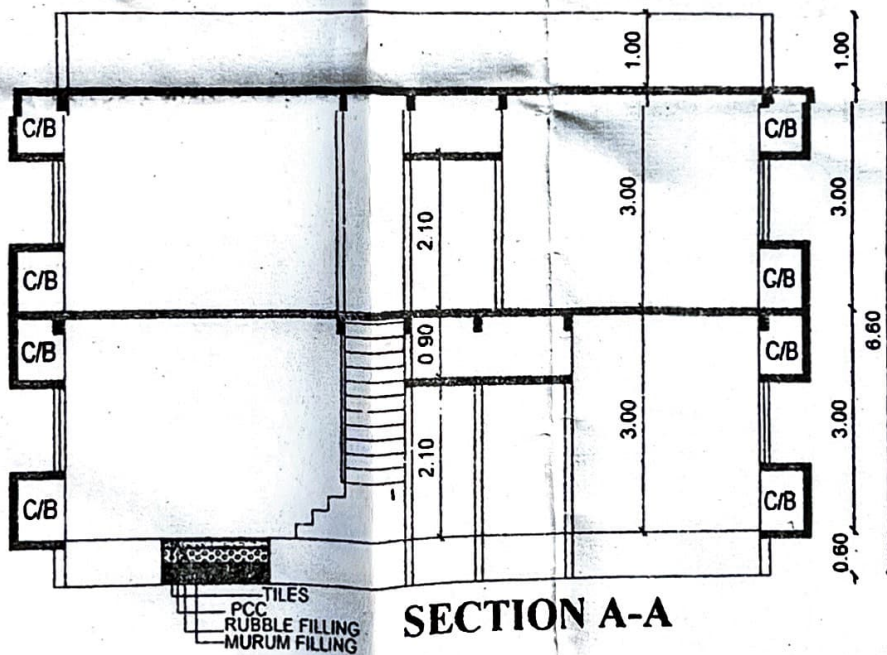 1.00
1.00
C/B
C/B
2.10
3.00
3.00
C/B
C/B
6.60
C/B
0.90
C/B
2.10
3.00
3.00
C/B
C/B
0.60
TILES
PCC
RUBBLE FILLING
MURUM FILLING
SECTION A-A